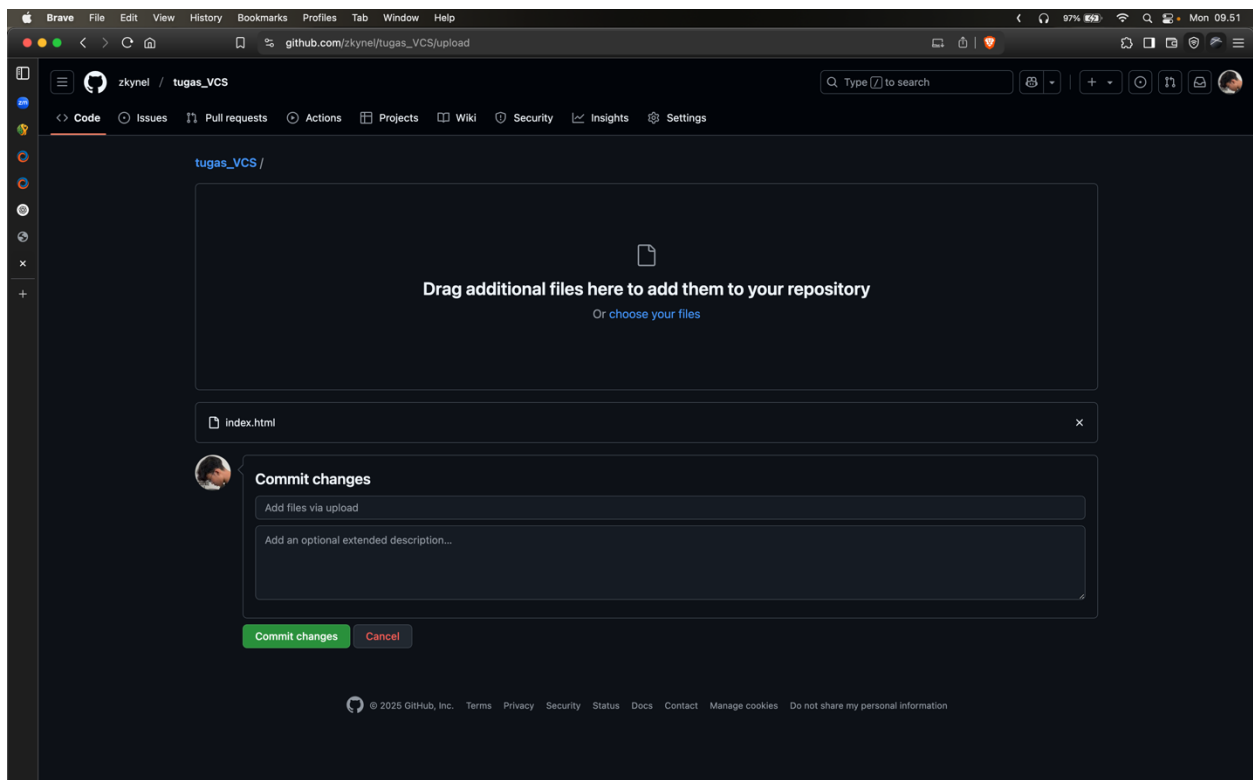 Brave File Edit View History Bookmarks Profiles Tab Window Help 97% Mon 09.51
github.com/zkynel/tugas_VCS/upload
zkynel / tugas_VCS Type / to search
zm
<> Code Issues Pull requests Actions Projects Wiki Security Insights Settings
tugas_VCS /
Drag additional files here to add them to your repository
Or choose your files
index.html
Commit changes
Add files via upload
Add an optional extended description...
Commit changes Cancel
© 2025 GitHub, Inc. Terms Privacy Security Status Docs Contact Manage cookies Do not share my personal information